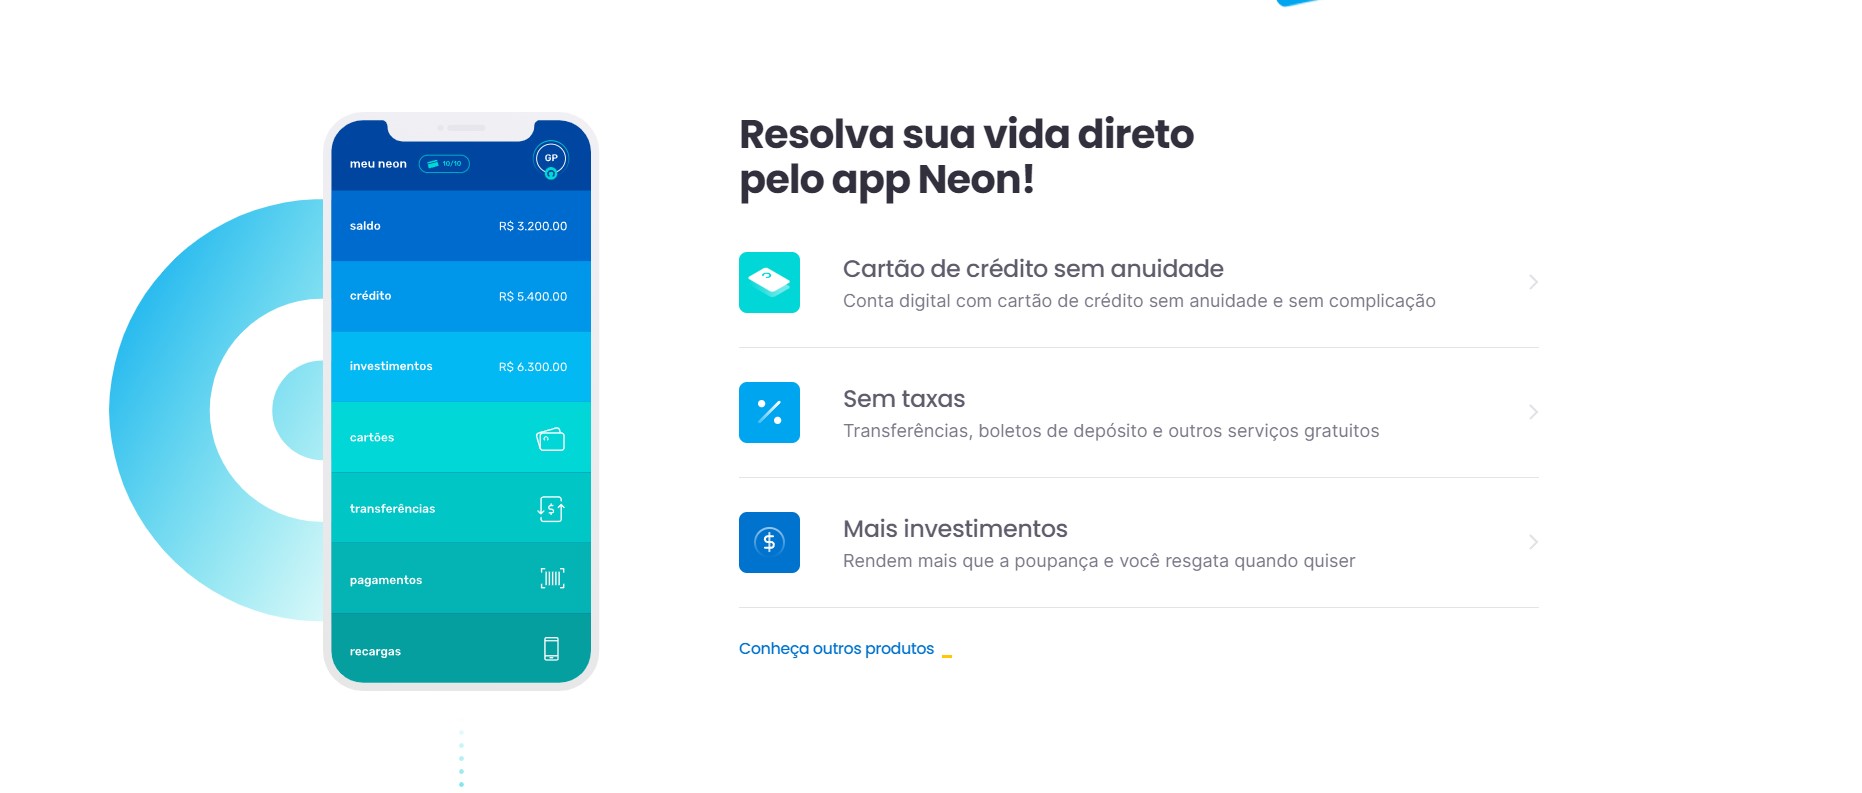 meu neon 10/10 GP
saldo R$ 3.200.00
crédito R$ 5.400.00
investimentos R$ 6.300.00
cartões
transferências
pagamentos
recargas
Resolva sua vida direto
pelo app Neon!
Cartão de crédito sem anuidade
Conta digital com cartão de crédito sem anuidade e sem complicação
Sem taxas
Transferências, boletos de depósito e outros serviços gratuitos
Mais investimentos
Rendem mais que a poupança e você resgata quando quiser
Conheça outros produtos